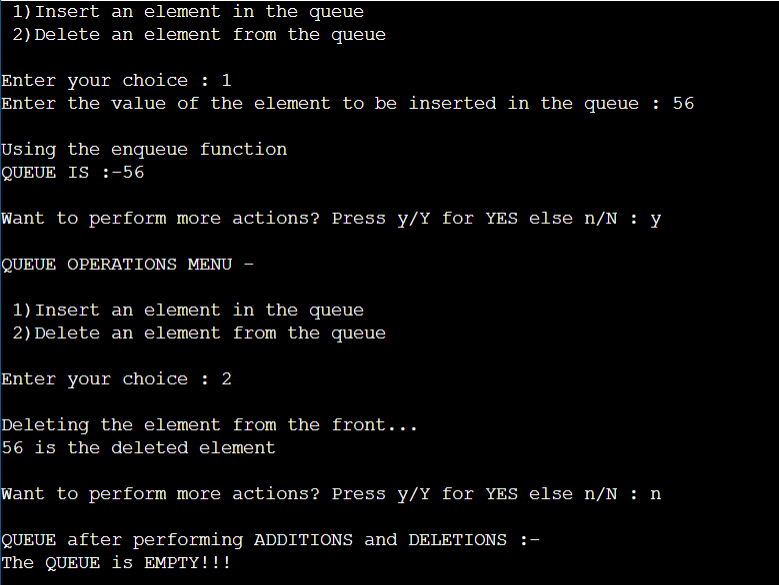 1)Insert an element in the queue
2)Delete an element from the queue
Enter your choice : 1
Enter the value of the element to be inserted in the queue : 56
Using the enqueue function
QUEUE IS :-56
Want to perform more actions? Press y/Y for YES else n/N : y
QUEUE OPERATIONS MENU -
1)Insert an element in the queue
2)Delete an element from the queue
Enter your choice : 2
Deleting the element from the front...
56 is the deleted element
Want to perform more actions? Press y/Y for YES else n/N : n
QUEUE after performing ADDITIONS and DELETIONS :-
The QUEUE is EMPTY!!!